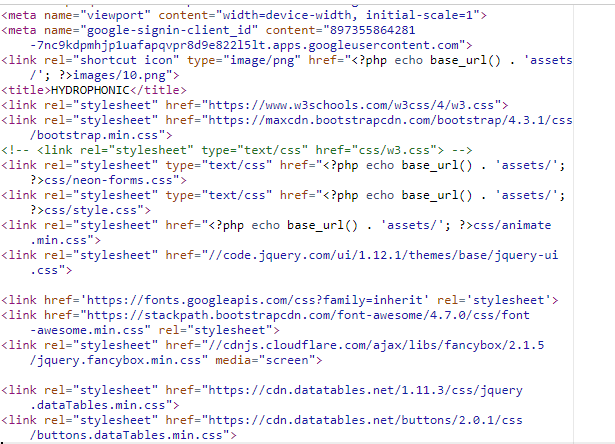 <meta name="viewport" content="width=device-width, initial-scale=1">
<meta name="google-signin-client_id" content="897355864281
-7nc9kdpmhjp1uafapqvpr8d9e822l5lt.apps.googleusercontent.com">
<link rel="shortcut icon" type="image/png" href="<?php echo base_url() . 'assets
/'; ?>images/10.png">
<title>HYDROPHONIC</title>
<link rel="stylesheet" href="https://www.w3schools.com/w3css/4/w3.css">
<link rel="stylesheet" href="https://maxcdn.bootstrapcdn.com/bootstrap/4.3.1/css
/bootstrap.min.css">
<!-- <link rel="stylesheet" type="text/css" href="css/w3.css"> -->
<link rel="stylesheet" type="text/css" href="<?php echo base_url() . 'assets/';
?>css/neon-forms.css">
<link rel="stylesheet" type="text/css" href="<?php echo base_url() . 'assets/';
?>css/style.css">
<link rel="stylesheet" href="<?php echo base_url() . 'assets/'; ?>css/animate
.min.css">
<link rel="stylesheet" href="//code.jquery.com/ui/1.12.1/themes/base/jquery-ui
.css">
<link href='https://fonts.googleapis.com/css?family=inherit' rel='stylesheet'>
<link href="https://stackpath.bootstrapcdn.com/font-awesome/4.7.0/css/font
-awesome.min.css" rel="stylesheet">
<link rel="stylesheet" href="//cdnjs.cloudflare.com/ajax/libs/fancybox/2.1.5
/jquery.fancybox.min.css" media="screen">
<link rel="stylesheet" href="https://cdn.datatables.net/1.11.3/css/jquery
.dataTables.min.css">
<link rel="stylesheet" href="https://cdn.datatables.net/buttons/2.0.1/css
/buttons.dataTables.min.css">